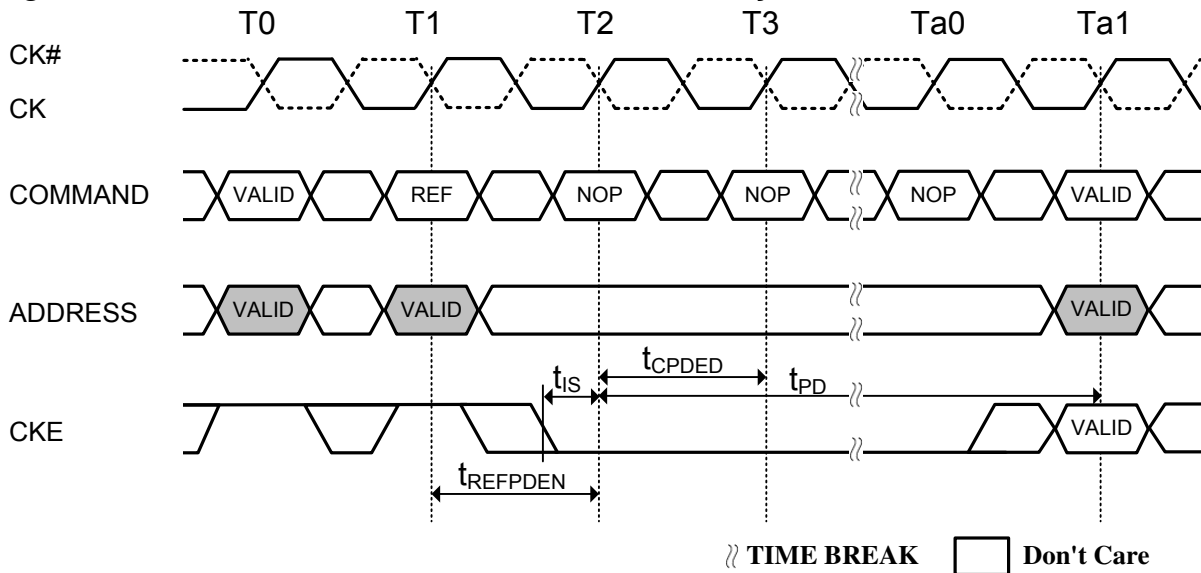 T0 T1 T2 T3 Ta0 Ta1
CK#
CK
COMMAND VALID REF NOP NOP NOP VALID
ADDRESS VALID VALID VALID
tIS tCPDED tPD
CKE VALID
tREFPDEN
TIME BREAK Don't Care